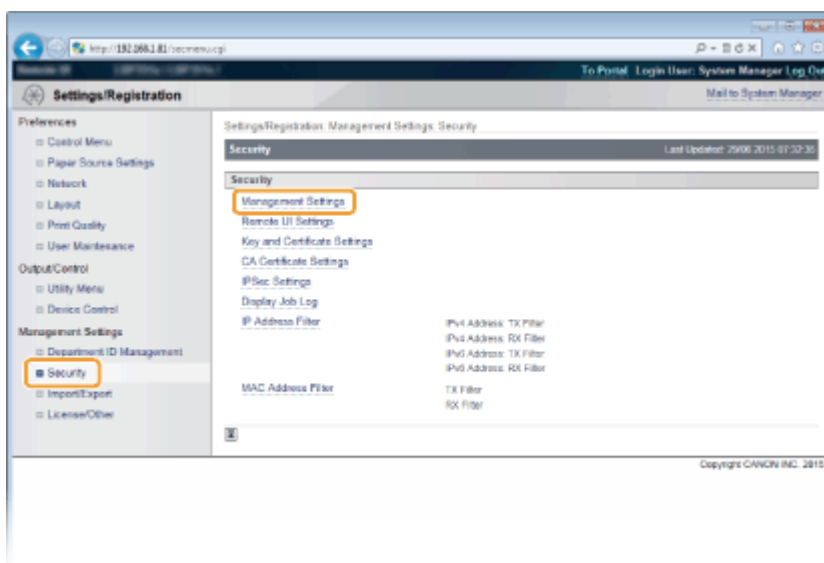 http://192.168.1.81/secmenu.cgi
To Portal Login User: System Manager Log Out
Settings/Registration
Mail to System Manager
Preferences
Control Menu
Paper Source Settings
Network
Layout
Print Quality
User Maintenance
Output/Control
Utility Menu
Device Control
Management Settings
Department ID Management
Security
Import/Export
License/Other
Settings/Registration: Management Settings: Security
Security
Last Updated: 29/06 2015 07:32:35
Security
Management Settings
Remote UI Settings
Key and Certificate Settings
CA Certificate Settings
IPSec Settings
Display Job Log
IP Address Filter
IPv4 Address: TX Filter
IPv4 Address: RX Filter
IPv6 Address: TX Filter
IPv6 Address: RX Filter
MAC Address Filter
TX Filter
RX Filter
Copyright CANON INC. 2015